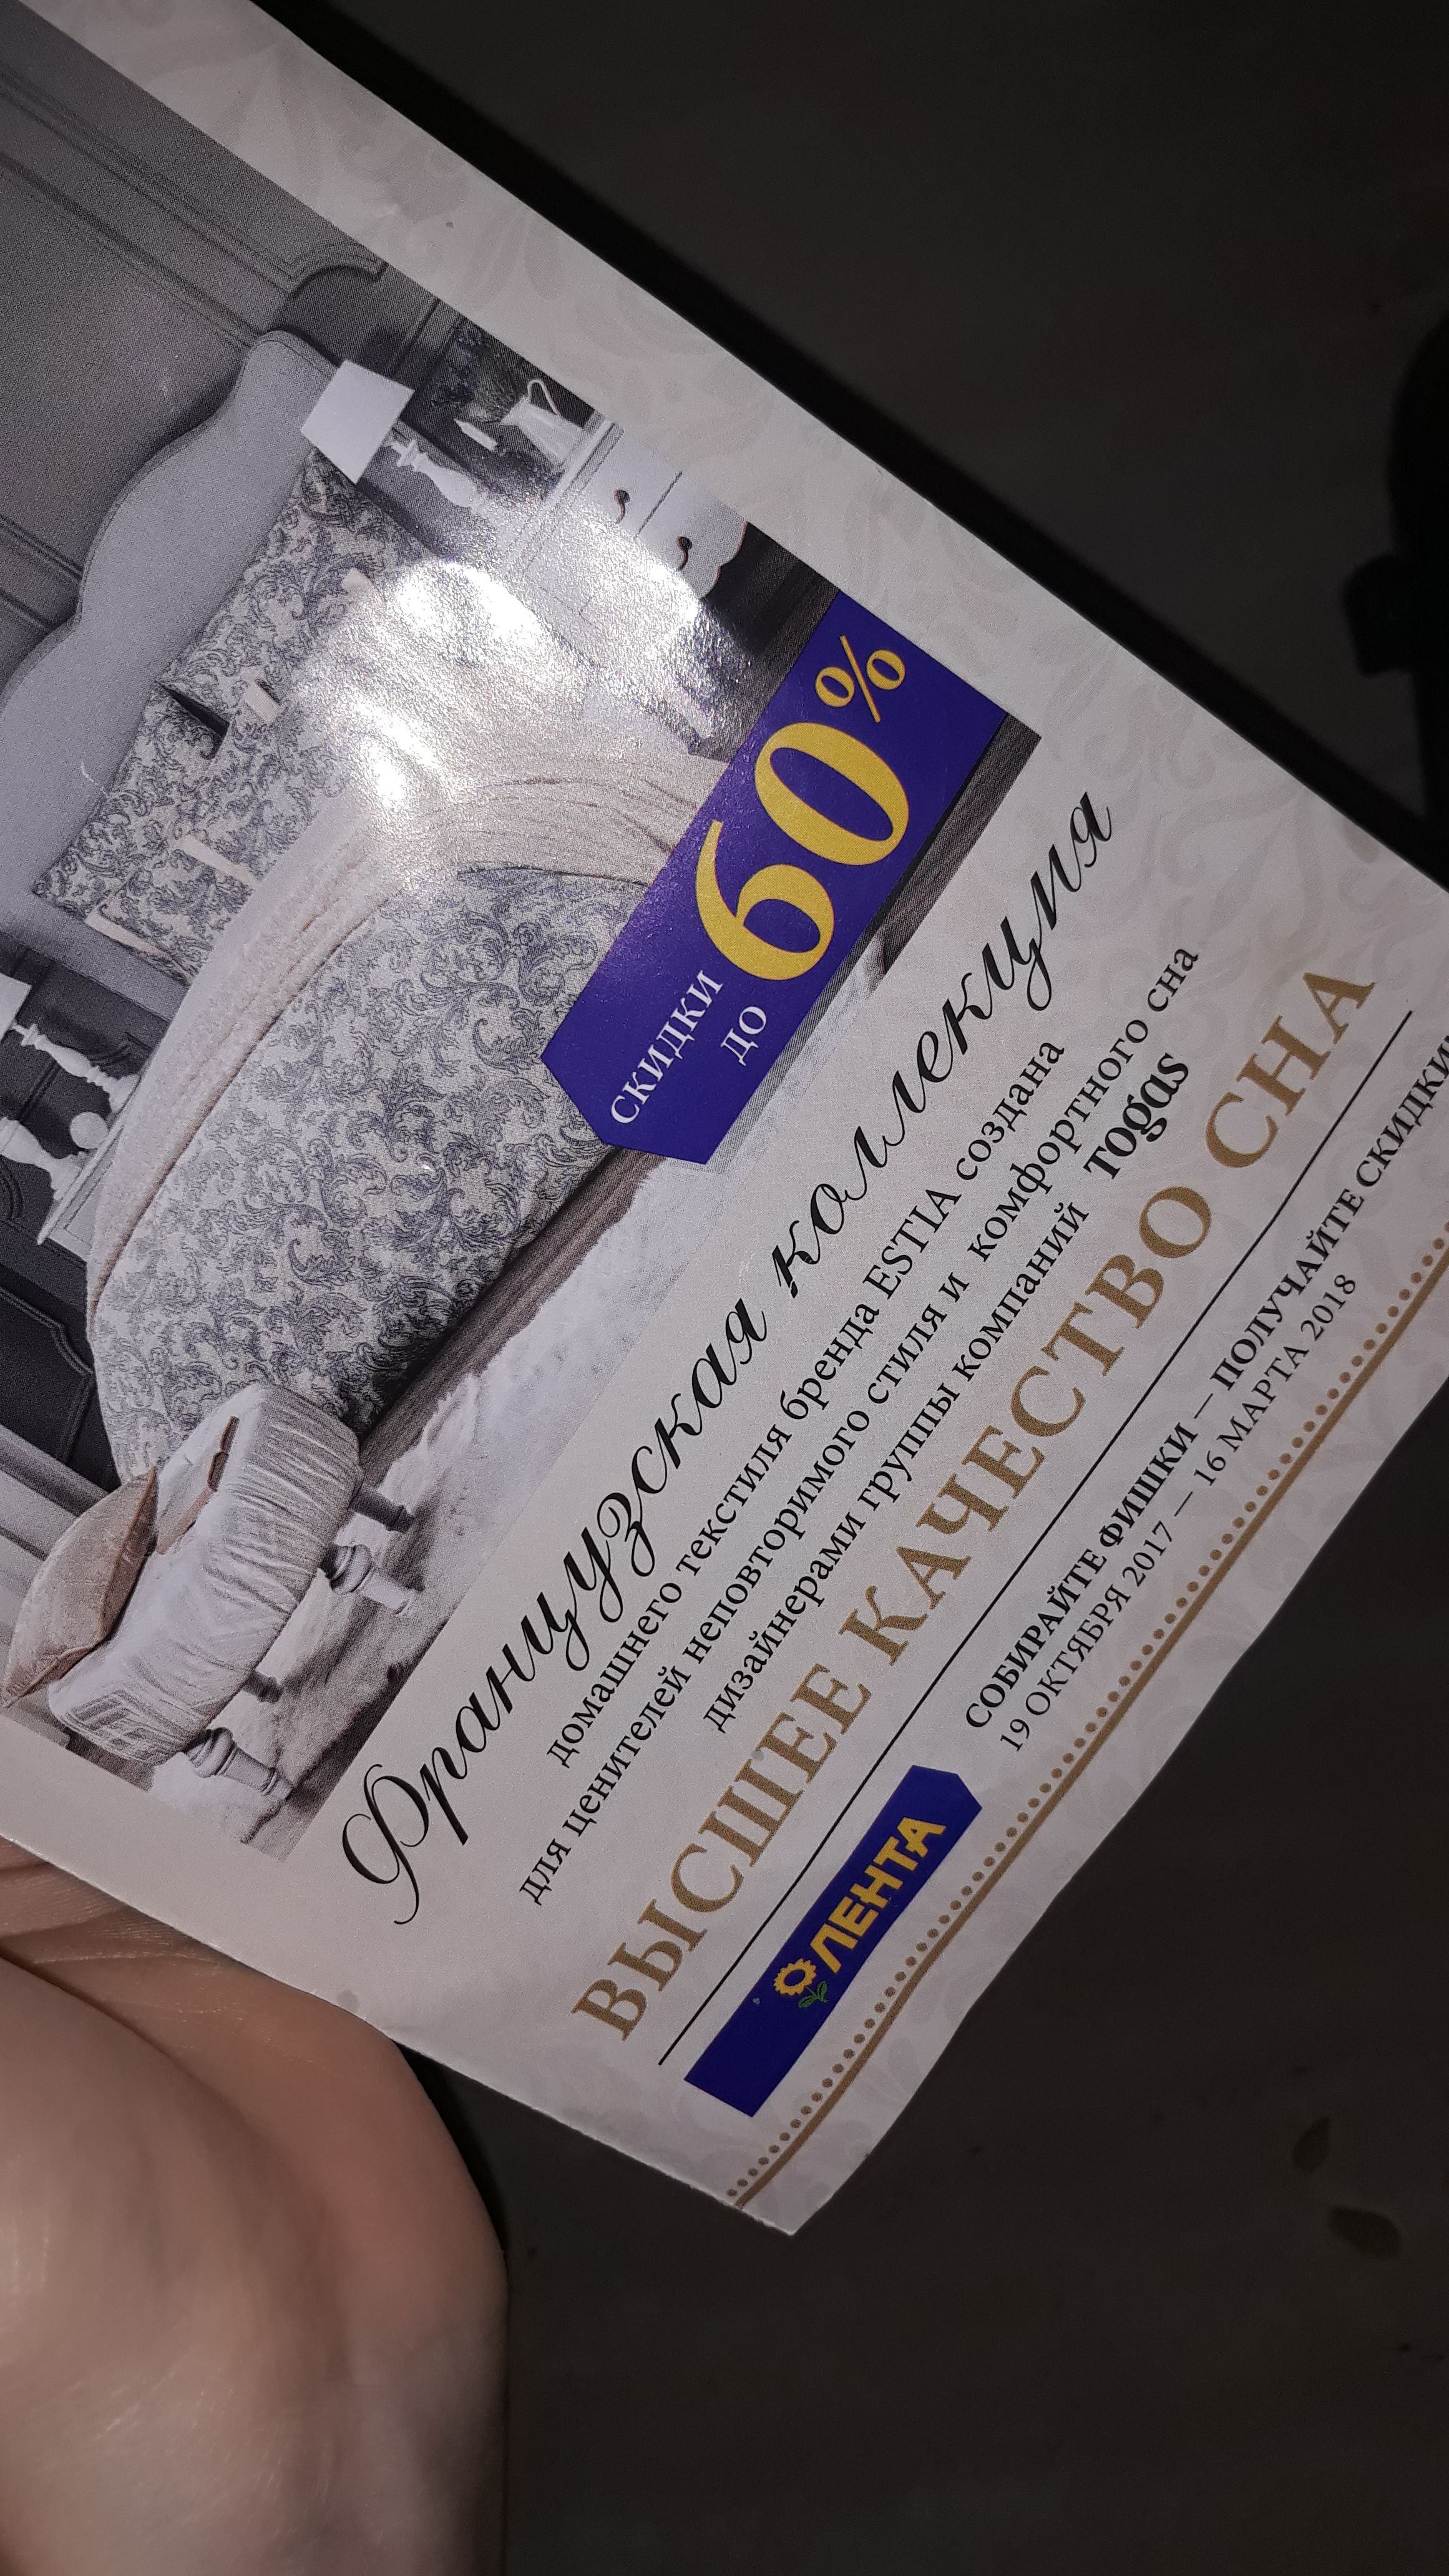 СКИДКИ
ДО
60%
Французская коллекция
домашнего текстиля бренда ESTIA создана
для ценителей неповторимого стиля и комфортного сна
дизайнерами группы компаний Togas
ВЫСШЕЕ КАЧЕСТВО СНА
ЛЕНТА
СОБИРАЙТЕ ФИШКИ — ПОЛУЧАЙТЕ СКИДКИ
19 ОКТЯБРЯ 2017 — 16 МАРТА 2018